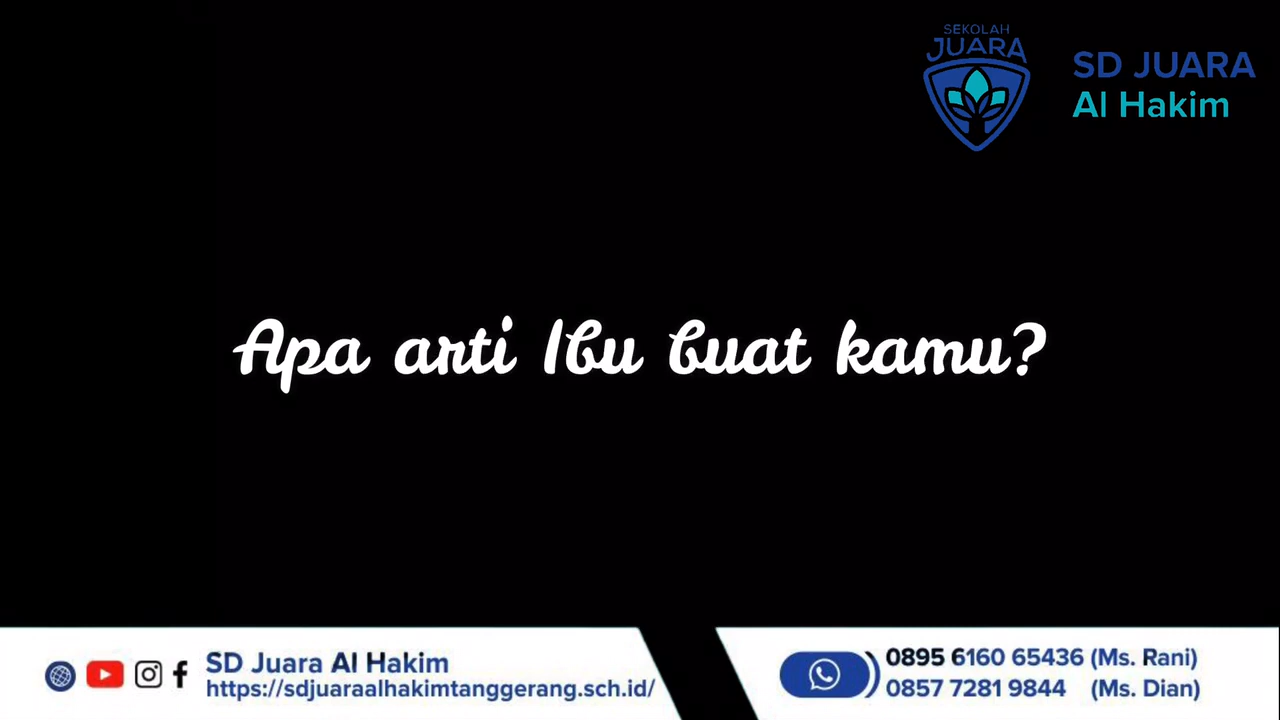 SEKOLAH
JUARA
SD JUARA
Al Hakim
Apa arti Ibu buat kamu?
SD Juara Al Hakim
https://sdjuaraalhakimtanggerang.sch.id/
0895 6160 65436 (Ms. Rani)
0857 7281 9844 (Ms. Dian)